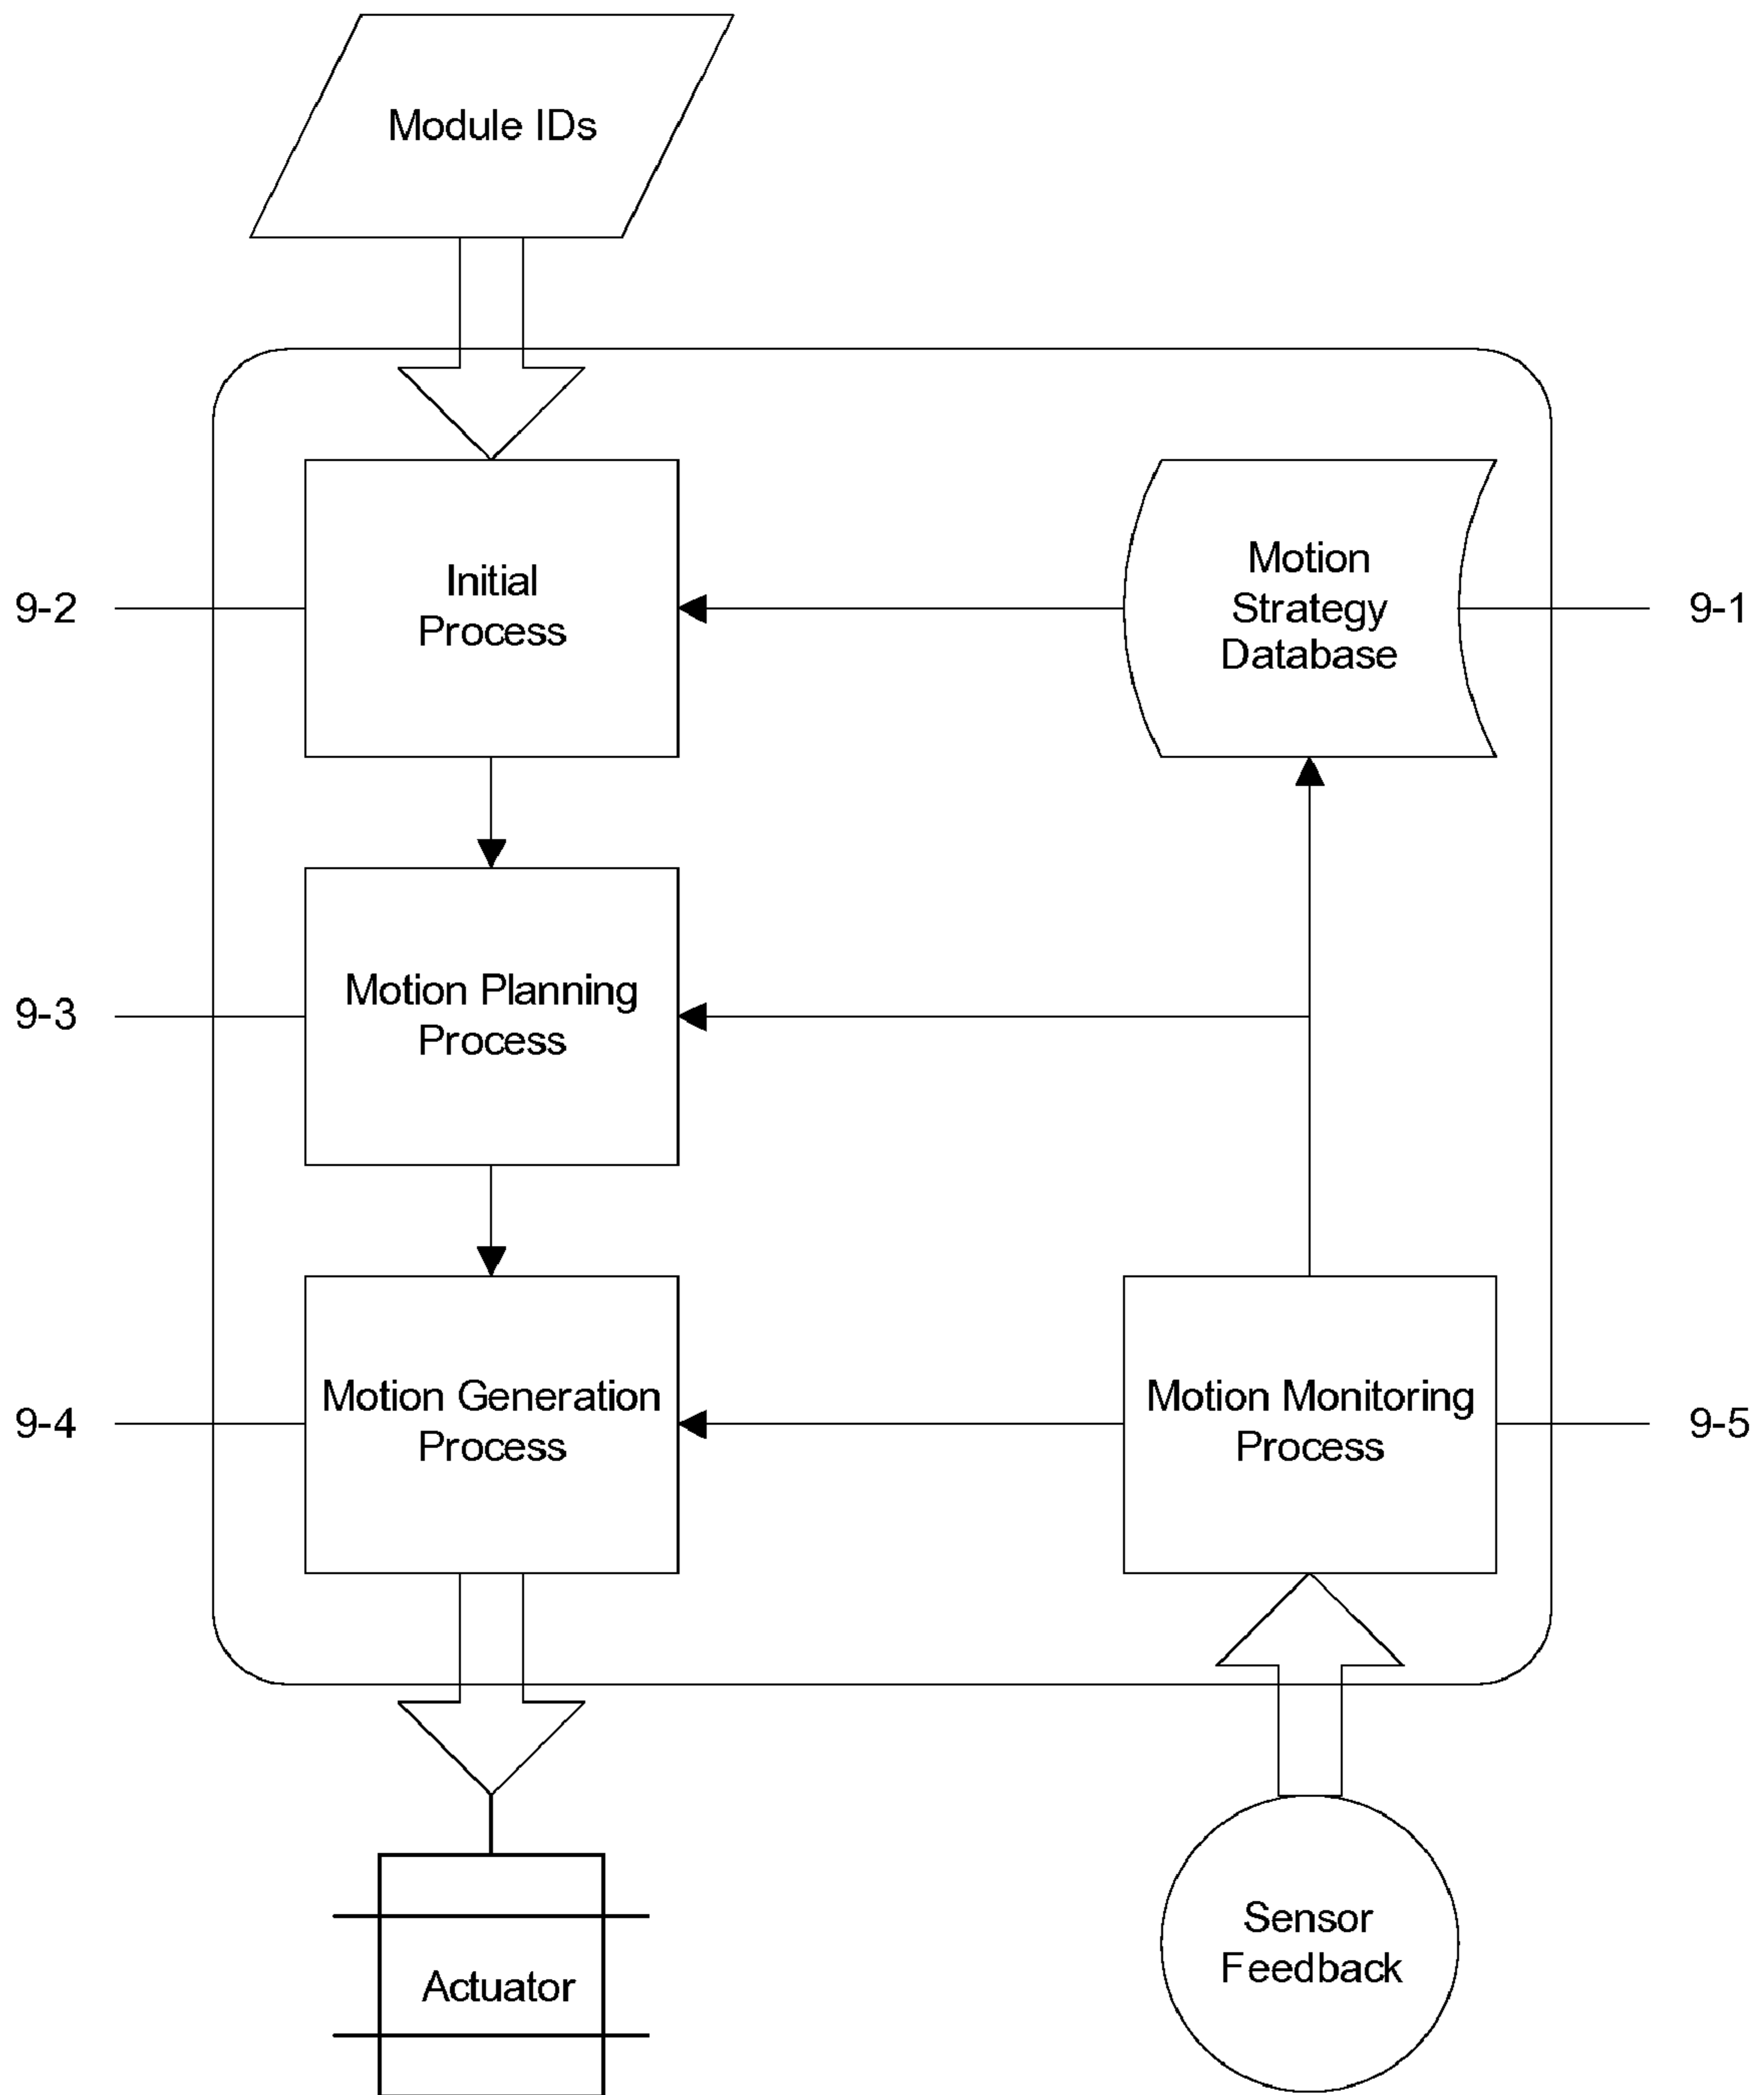 Module IDs
9-2
Initial
Process
Motion
Strategy
Database
9-1
9-3
Motion Planning
Process
9-4
Motion Generation
Process
Motion Monitoring
Process
9-5
Actuator
Sensor
Feedback